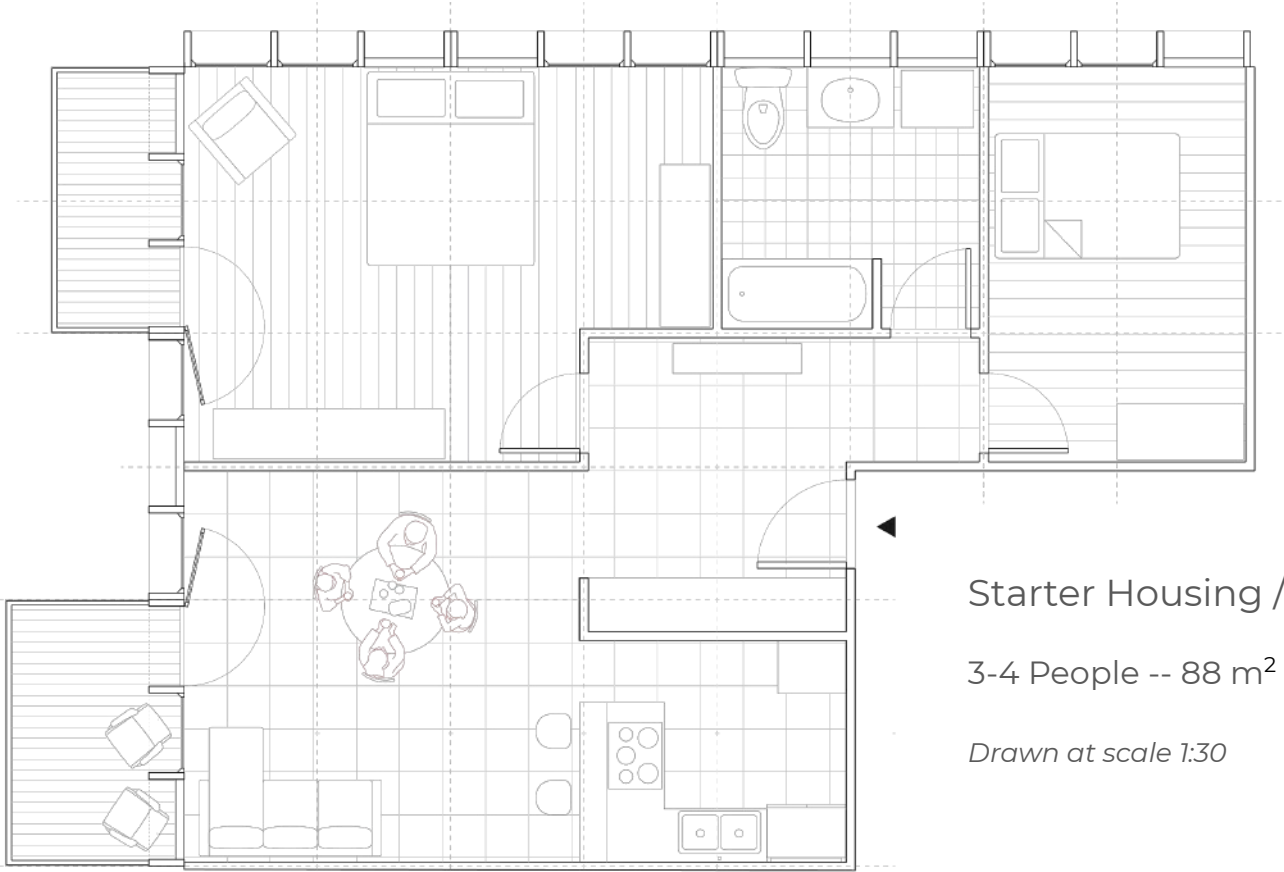 Starter Housing /
3-4 People -- 88 m²
Drawn at scale 1:30